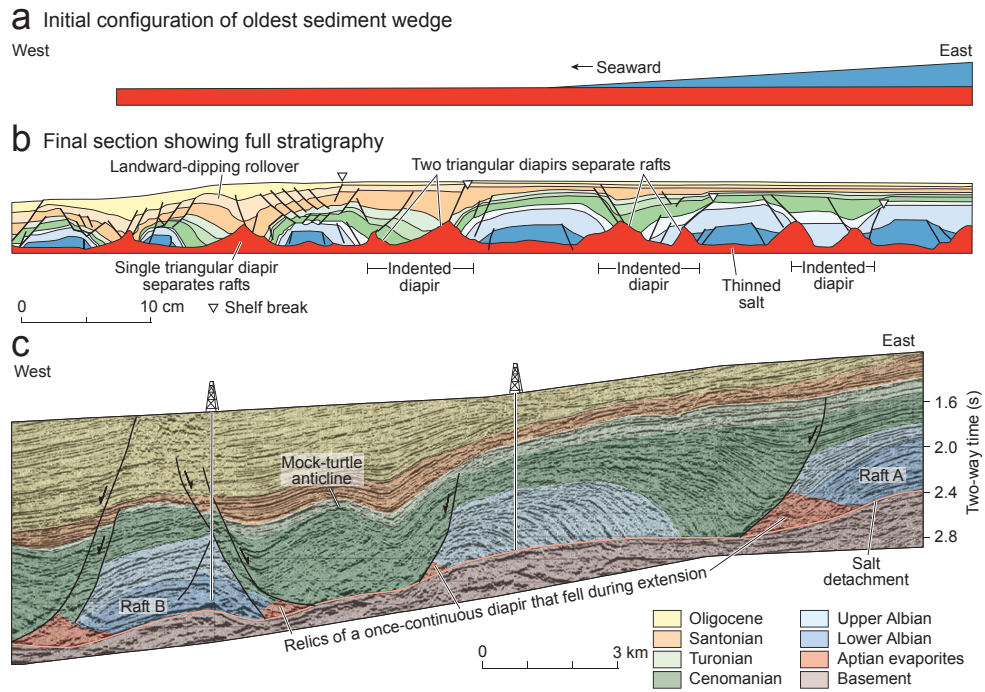 a Initial configuration of oldest sediment wedge
West
East
← Seaward
b Final section showing full stratigraphy
Landward-dipping rollover
Two triangular diapirs separate rafts
Single triangular diapir
separates rafts
Indented
diapir
Indented
diapir
Thinned
salt
Indented
diapir
0 10 cm
▽ Shelf break
c
West
East
Mock-turtle
anticline
Raft A
Raft B
1.6
2.0
2.4
2.8
Two-way time (s)
Salt
detachment
Relics of a once-continuous diapir that fell during extension
0 3 km
Oligocene
Santonian
Turonian
Cenomanian
Upper Albian
Lower Albian
Aptian evaporites
Basement